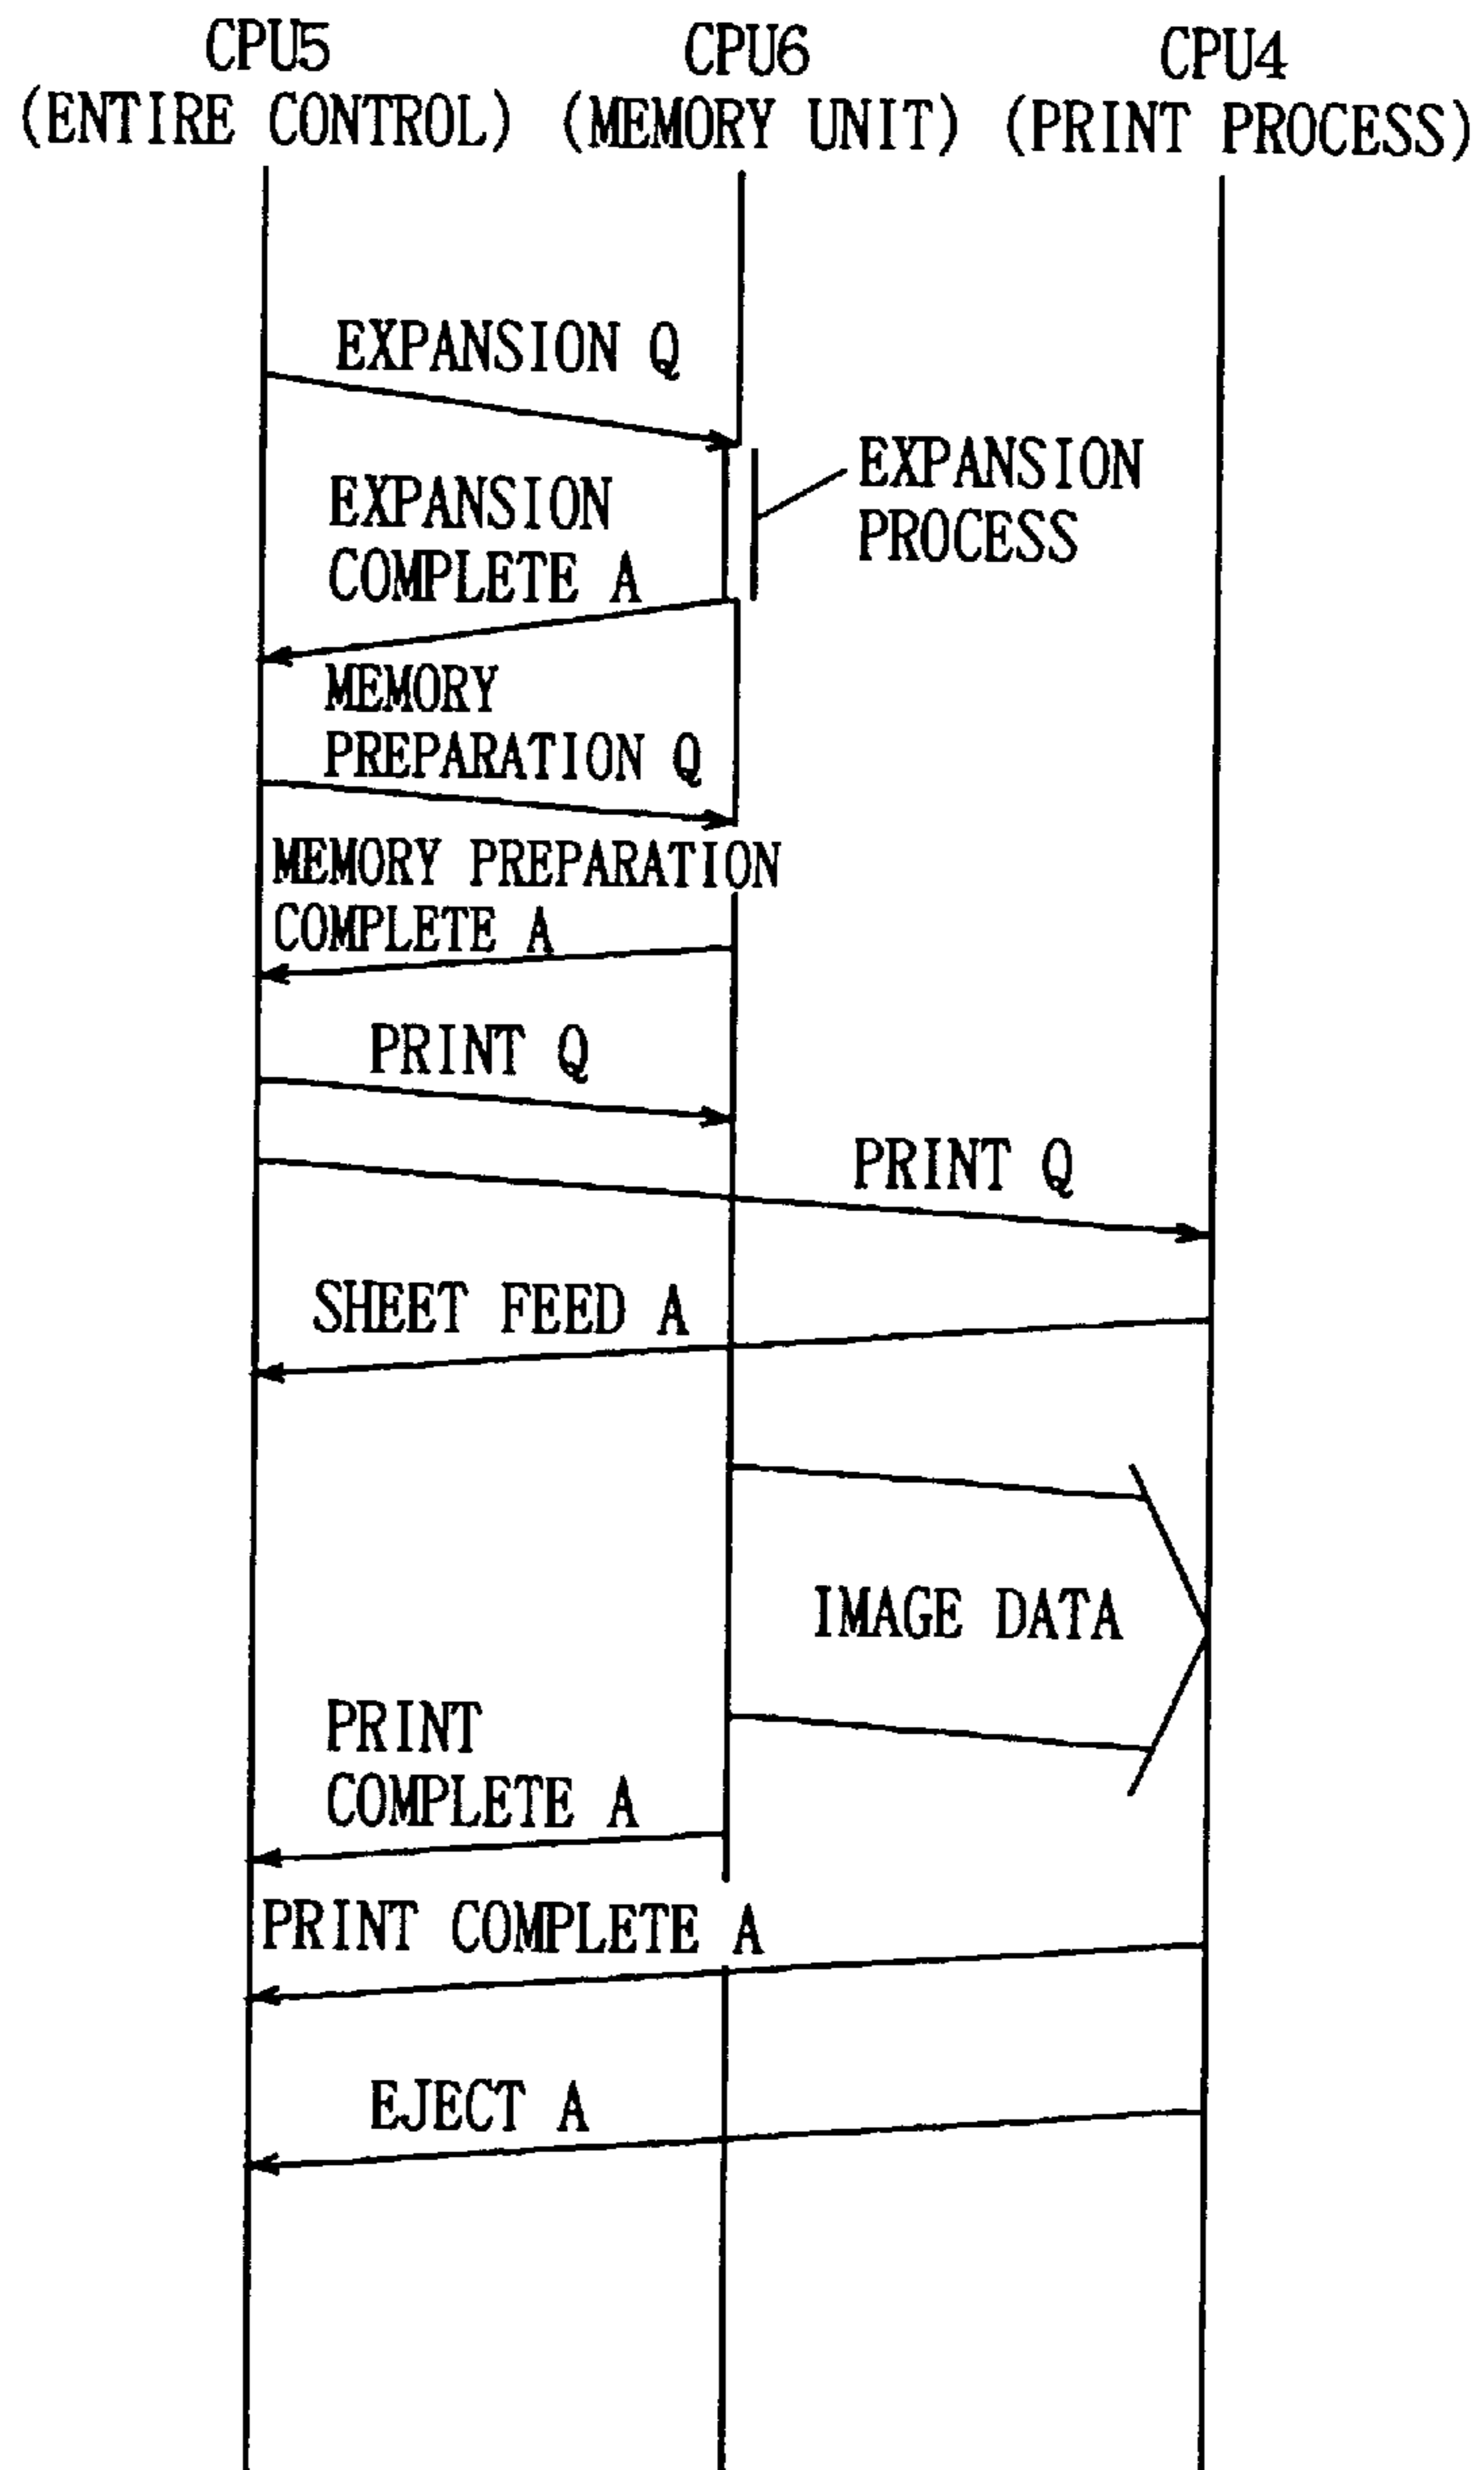 CPU5
(ENTIRE CONTROL)
CPU6
(MEMORY UNIT)
CPU4
(PRINT PROCESS)
EXPANSION Q
EXPANSION
PROCESS
EXPANSION
COMPLETE A
MEMORY
PREPARATION Q
MEMORY PREPARATION
COMPLETE A
PRINT Q
PRINT Q
SHEET FEED A
IMAGE DATA
PRINT
COMPLETE A
PRINT COMPLETE A
EJECT A